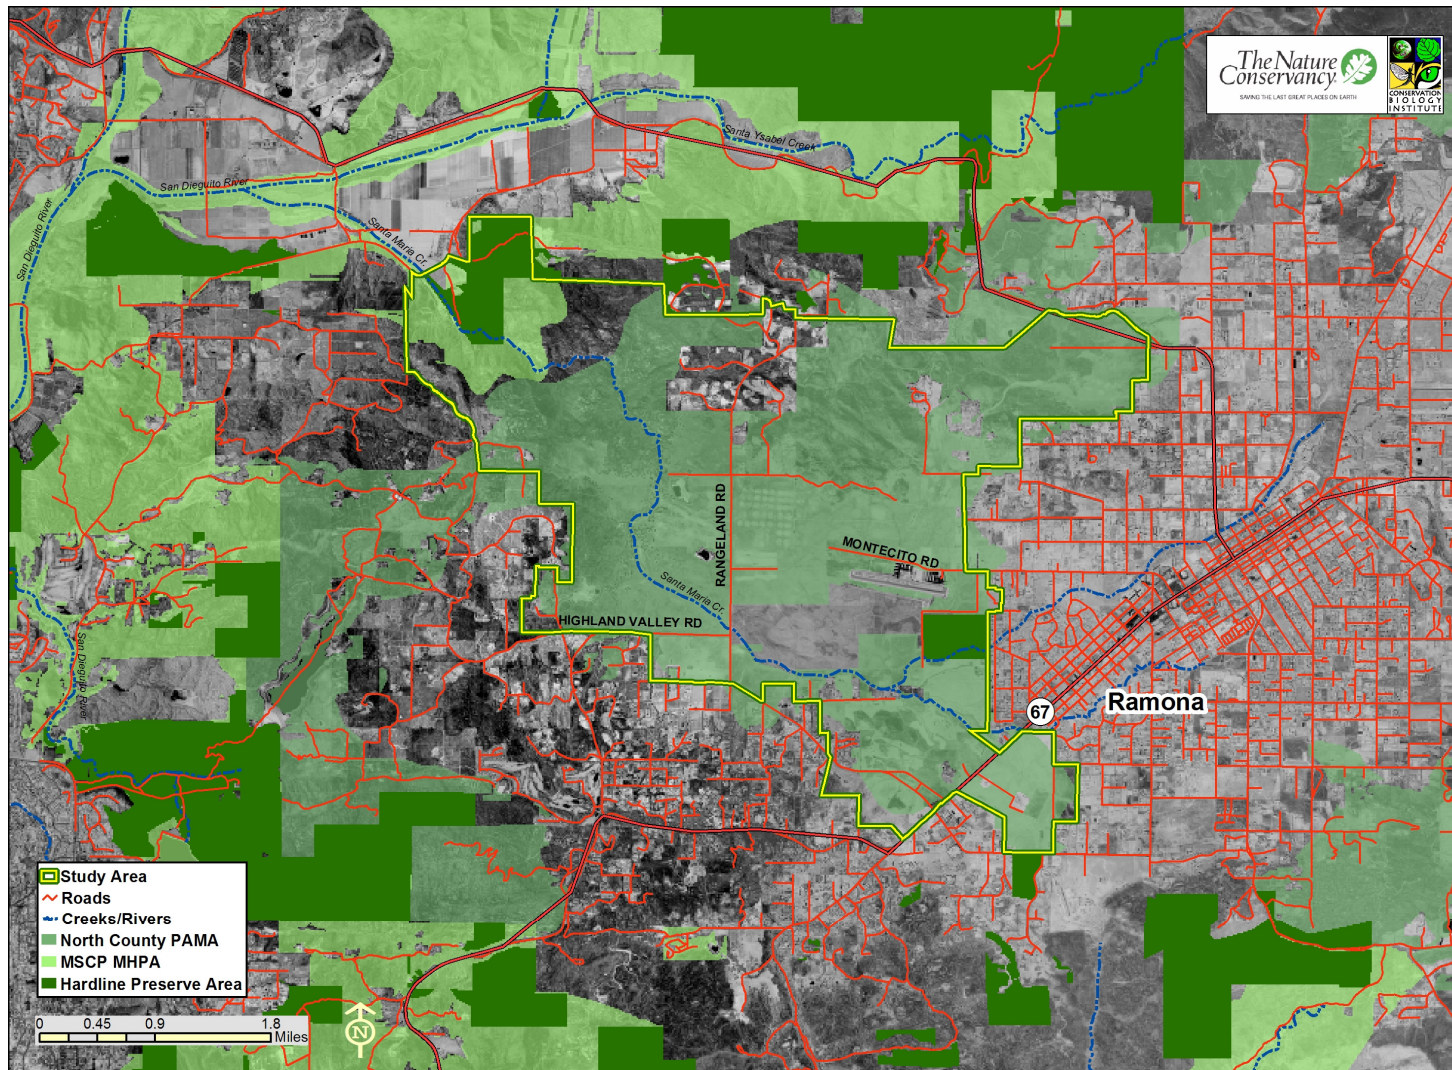 The Nature
Conservancy
SAVING THE LAST GREAT PLACES ON EARTH
CONSERVATION
BIOLOGY
INSTITUTE
Santa Ysabel Creek
San Dieguito River
San Dieguito River
Santa Maria Cr.
RANGELAND RD
MONTECITO RD
Santa Maria Cr.
HIGHLAND VALLEY RD
San Dieguito River
67
Ramona
Study Area
Roads
Creeks/Rivers
North County PAMA
MSCP MHPA
Hardline Preserve Area
0 0.45 0.9 1.8
Miles
N